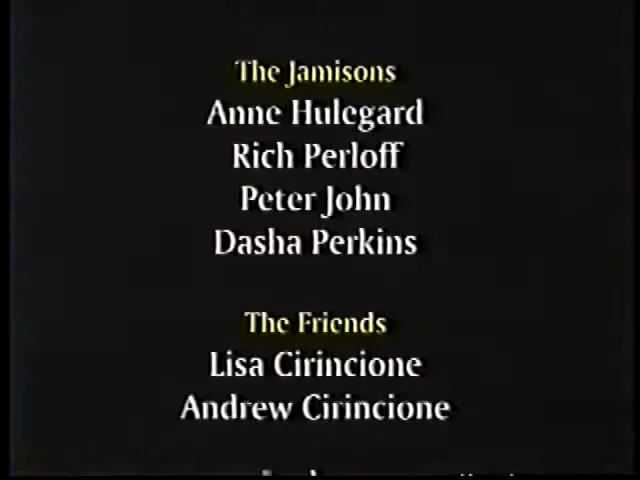 The Jamisons
Anne Hulegard
Rich Perloff
Peter John
Dasha Perkins
The Friends
Lisa Cirincione
Andrew Cirincione